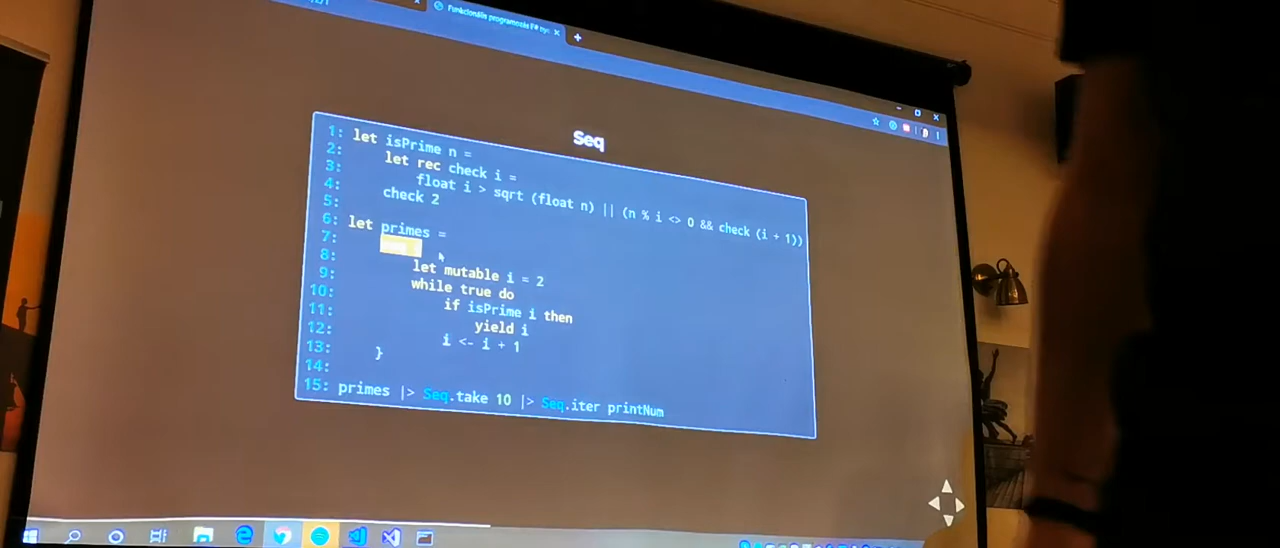 Funkcionális programozás F#
Seq
1: let isPrime n =
2: let rec check i =
3: float i > sqrt (float n) || (n % i <> 0 && check (i + 1))
4: check 2
5:
6: let primes =
7:
8: let mutable i = 2
9: while true do
10: if isPrime i then
11: yield i
12: i <- i + 1
13: }
14:
15: primes |> Seq.take 10 |> Seq.iter printNum